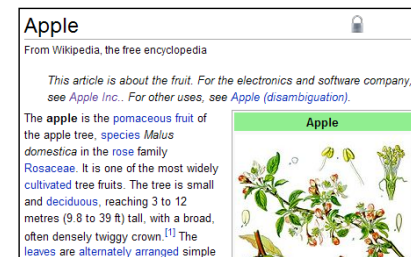 Apple
From Wikipedia, the free encyclopedia
This article is about the fruit. For the electronics and software company,
see Apple Inc.. For other uses, see Apple (disambiguation).
The apple is the pomaceous fruit of
the apple tree, species Malus
domestica in the rose family
Rosaceae. It is one of the most widely
cultivated tree fruits. The tree is small
and deciduous, reaching 3 to 12
metres (9.8 to 39 ft) tall, with a broad,
often densely twiggy crown.[1] The
leaves are alternately arranged simple
Apple